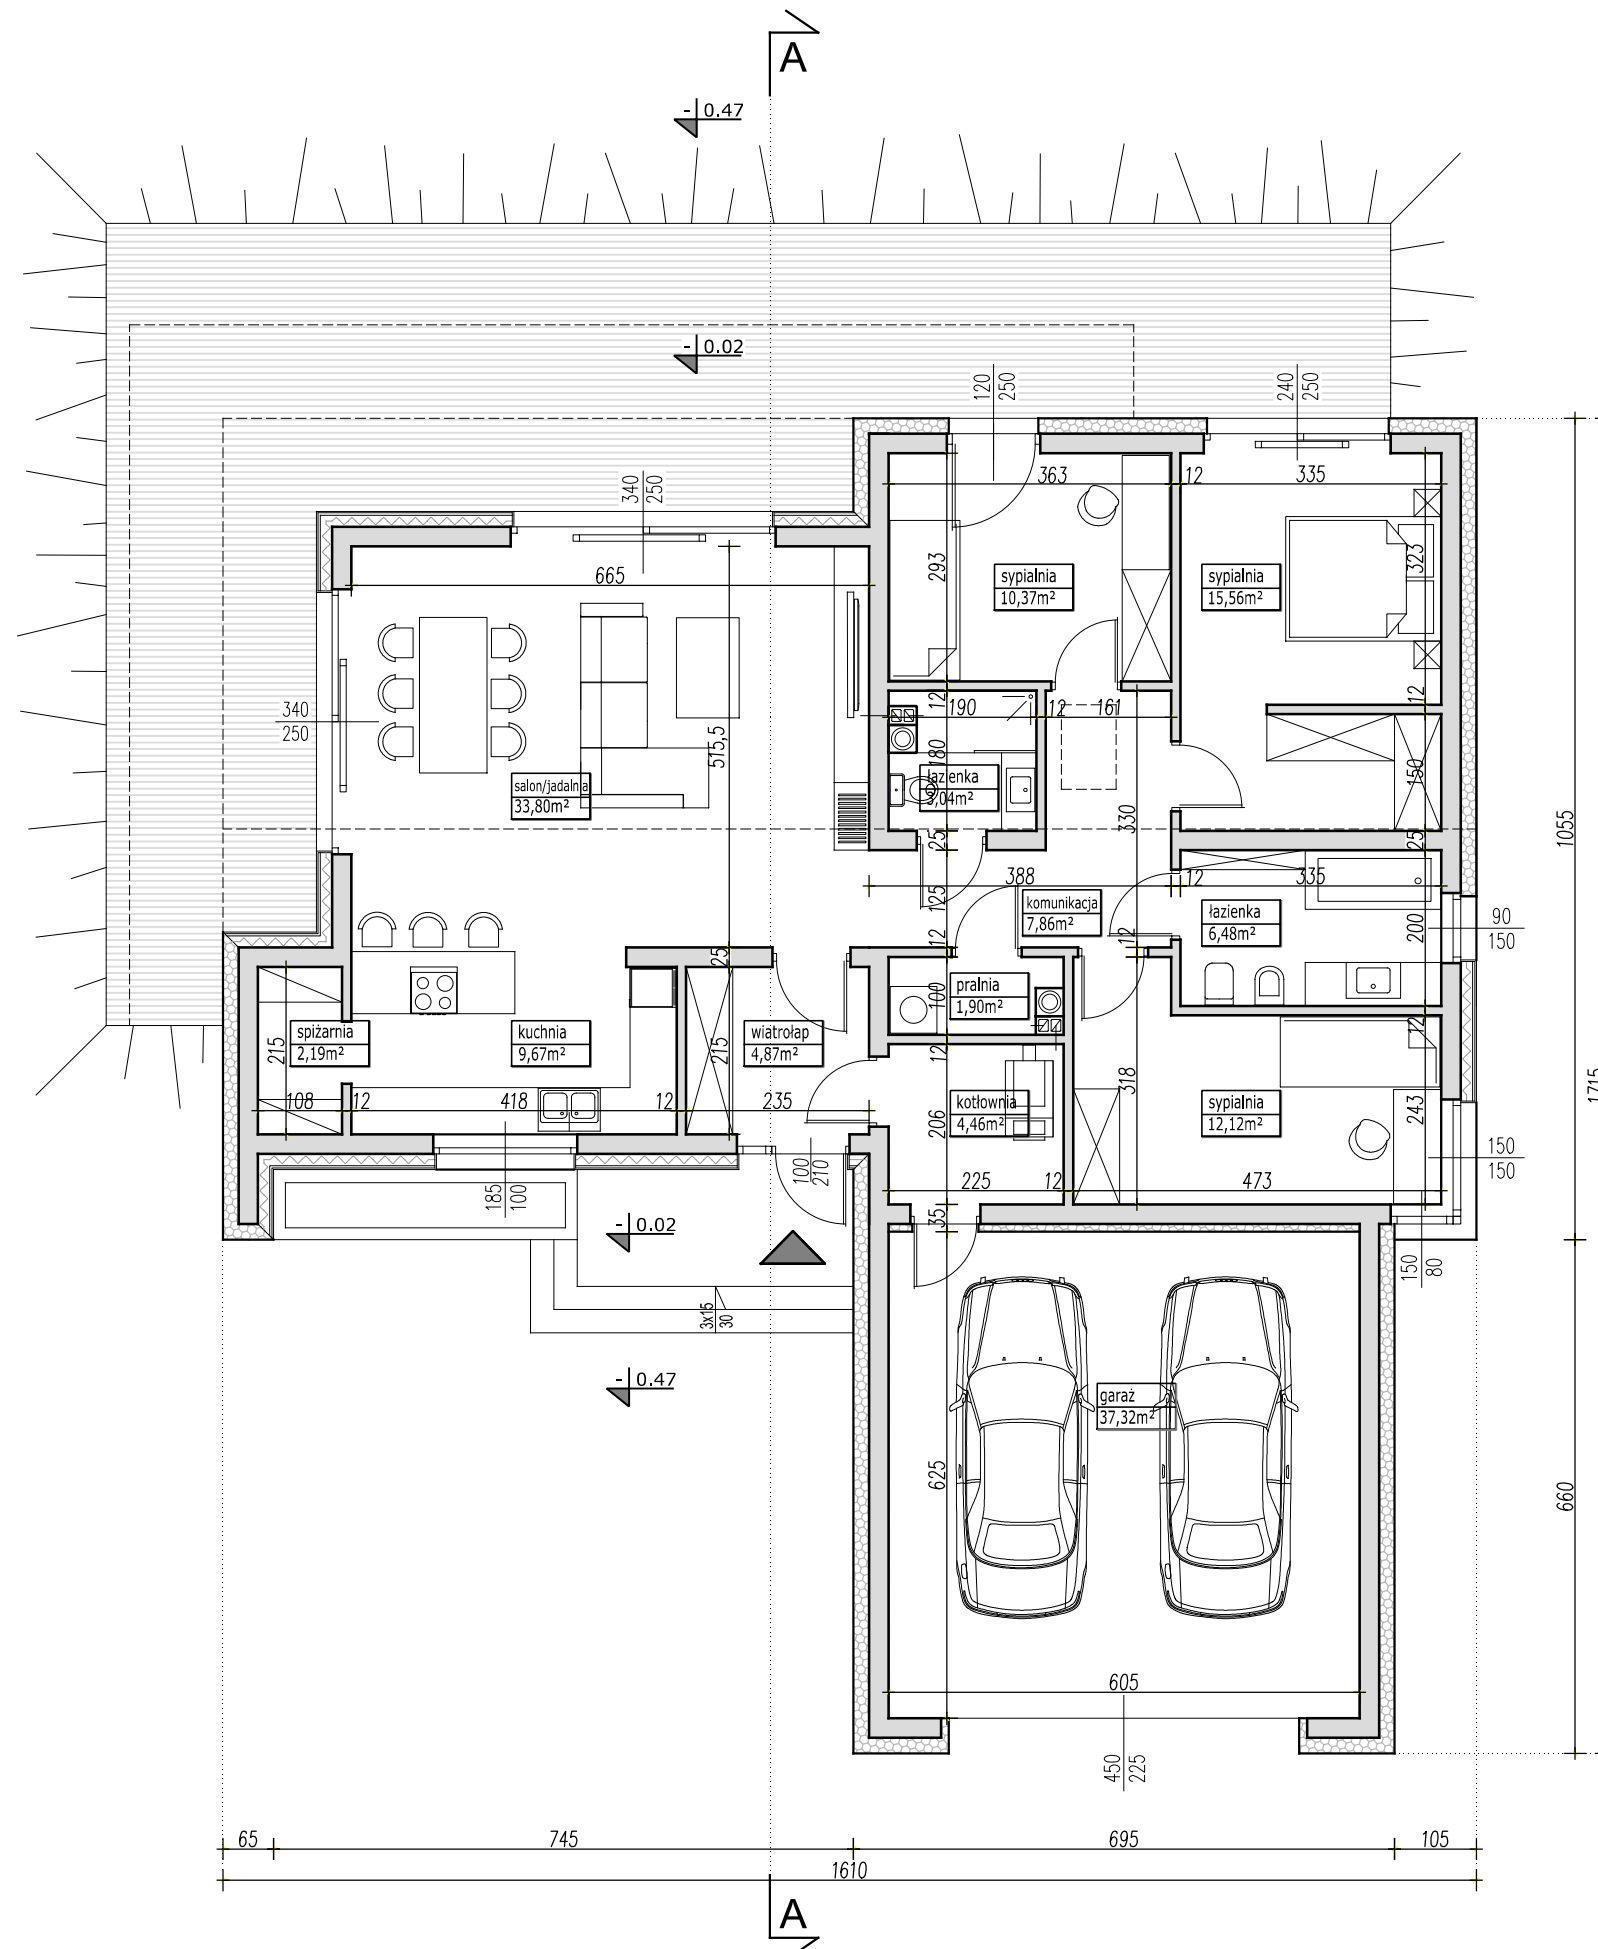 A
- 0.47
- 0.02
120
250
240
250
340
250
363
12
335
665
293
323
sypialnia
10,37m²
sypialnia
15,56m²
12
12
190
12
161
340
250
515,5
180
150
salon/jadalnia
33,80m²
łazienka
3,04m²
330
25
25
1055
388
12
335
125
komunikacja
7,86m²
łazienka
6,48m²
200
90
150
12
12
25
pralnia
1,90m²
100
spiżarnia
2,19m²
215
kuchnia
9,67m²
215
wiatrołap
4,87m²
12
12
318
1715
108
12
418
12
235
206
kotłownia
4,46m²
sypialnia
12,12m²
243
150
150
185
100
100
210
225
12
473
35
- 0.02
150
80
3x15
30
- 0.47
garaż
37,32m²
625
660
605
450
225
65
745
695
105
1610
A